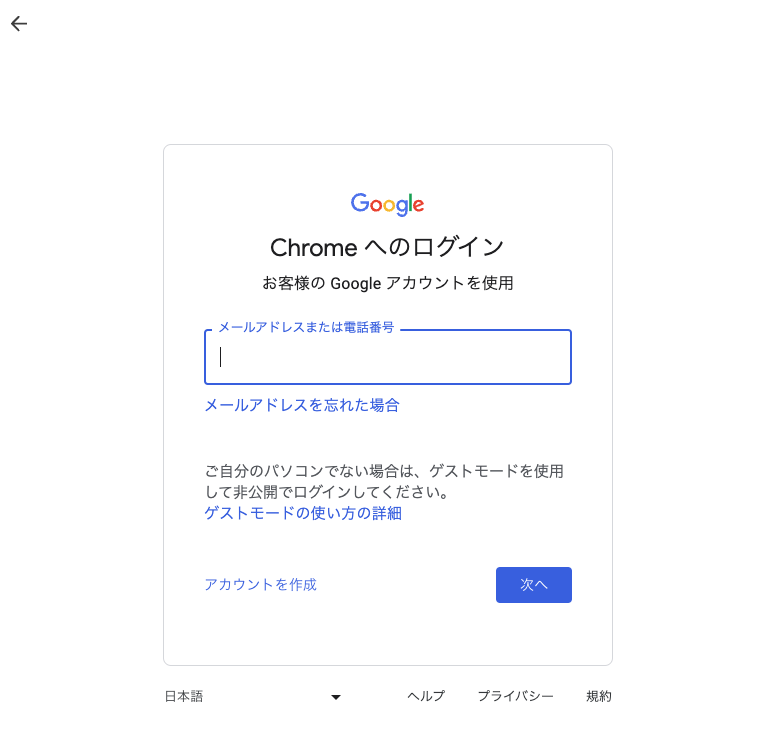 Google
Chrome へのログイン
お客様の Google アカウントを使用
メールアドレスまたは電話番号
メールアドレスを忘れた場合
ご自分のパソコンでない場合は、ゲストモードを使用
して非公開でログインしてください。
ゲストモードの使い方の詳細
アカウントを作成
次へ
日本語
ヘルプ
プライバシー
規約